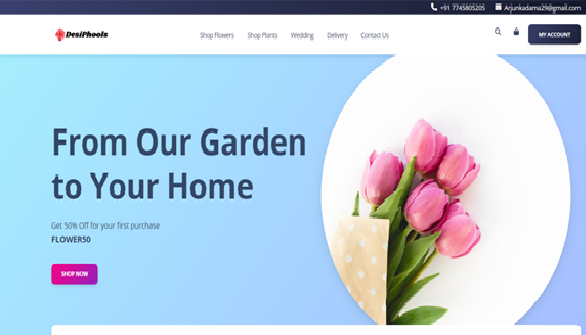 +91 7745805205 Arjunkadama29@gmail.com
DesiPhools
Shop Flowers Shop Plants Wedding Delivery Contact Us
MY ACCOUNT
From Our Garden
to Your Home
Get 50% Off for your first purchase
FLOWER50
SHOP NOW